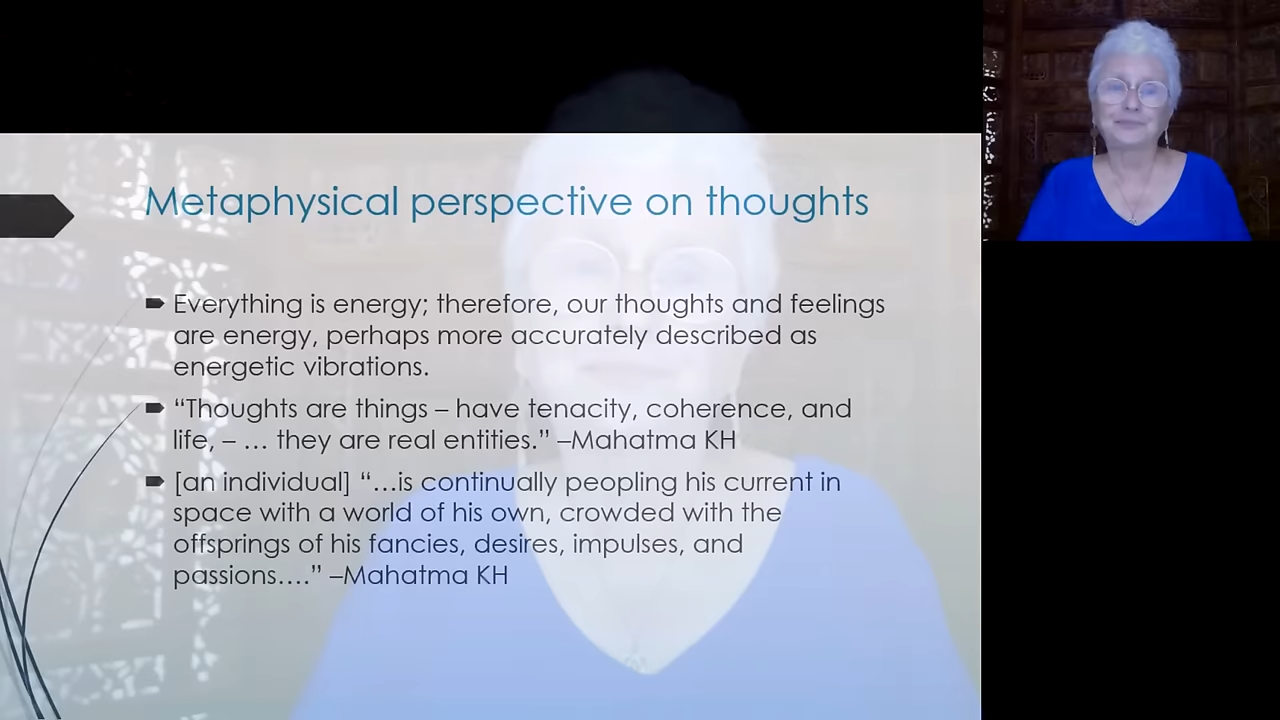 Metaphysical perspective on thoughts
Everything is energy; therefore, our thoughts and feelings
are energy, perhaps more accurately described as
energetic vibrations.
“Thoughts are things – have tenacity, coherence, and
life, – … they are real entities.” –Mahatma KH
[an individual] “…is continually peopling his current in
space with a world of his own, crowded with the
offsprings of his fancies, desires, impulses, and
passions….” –Mahatma KH